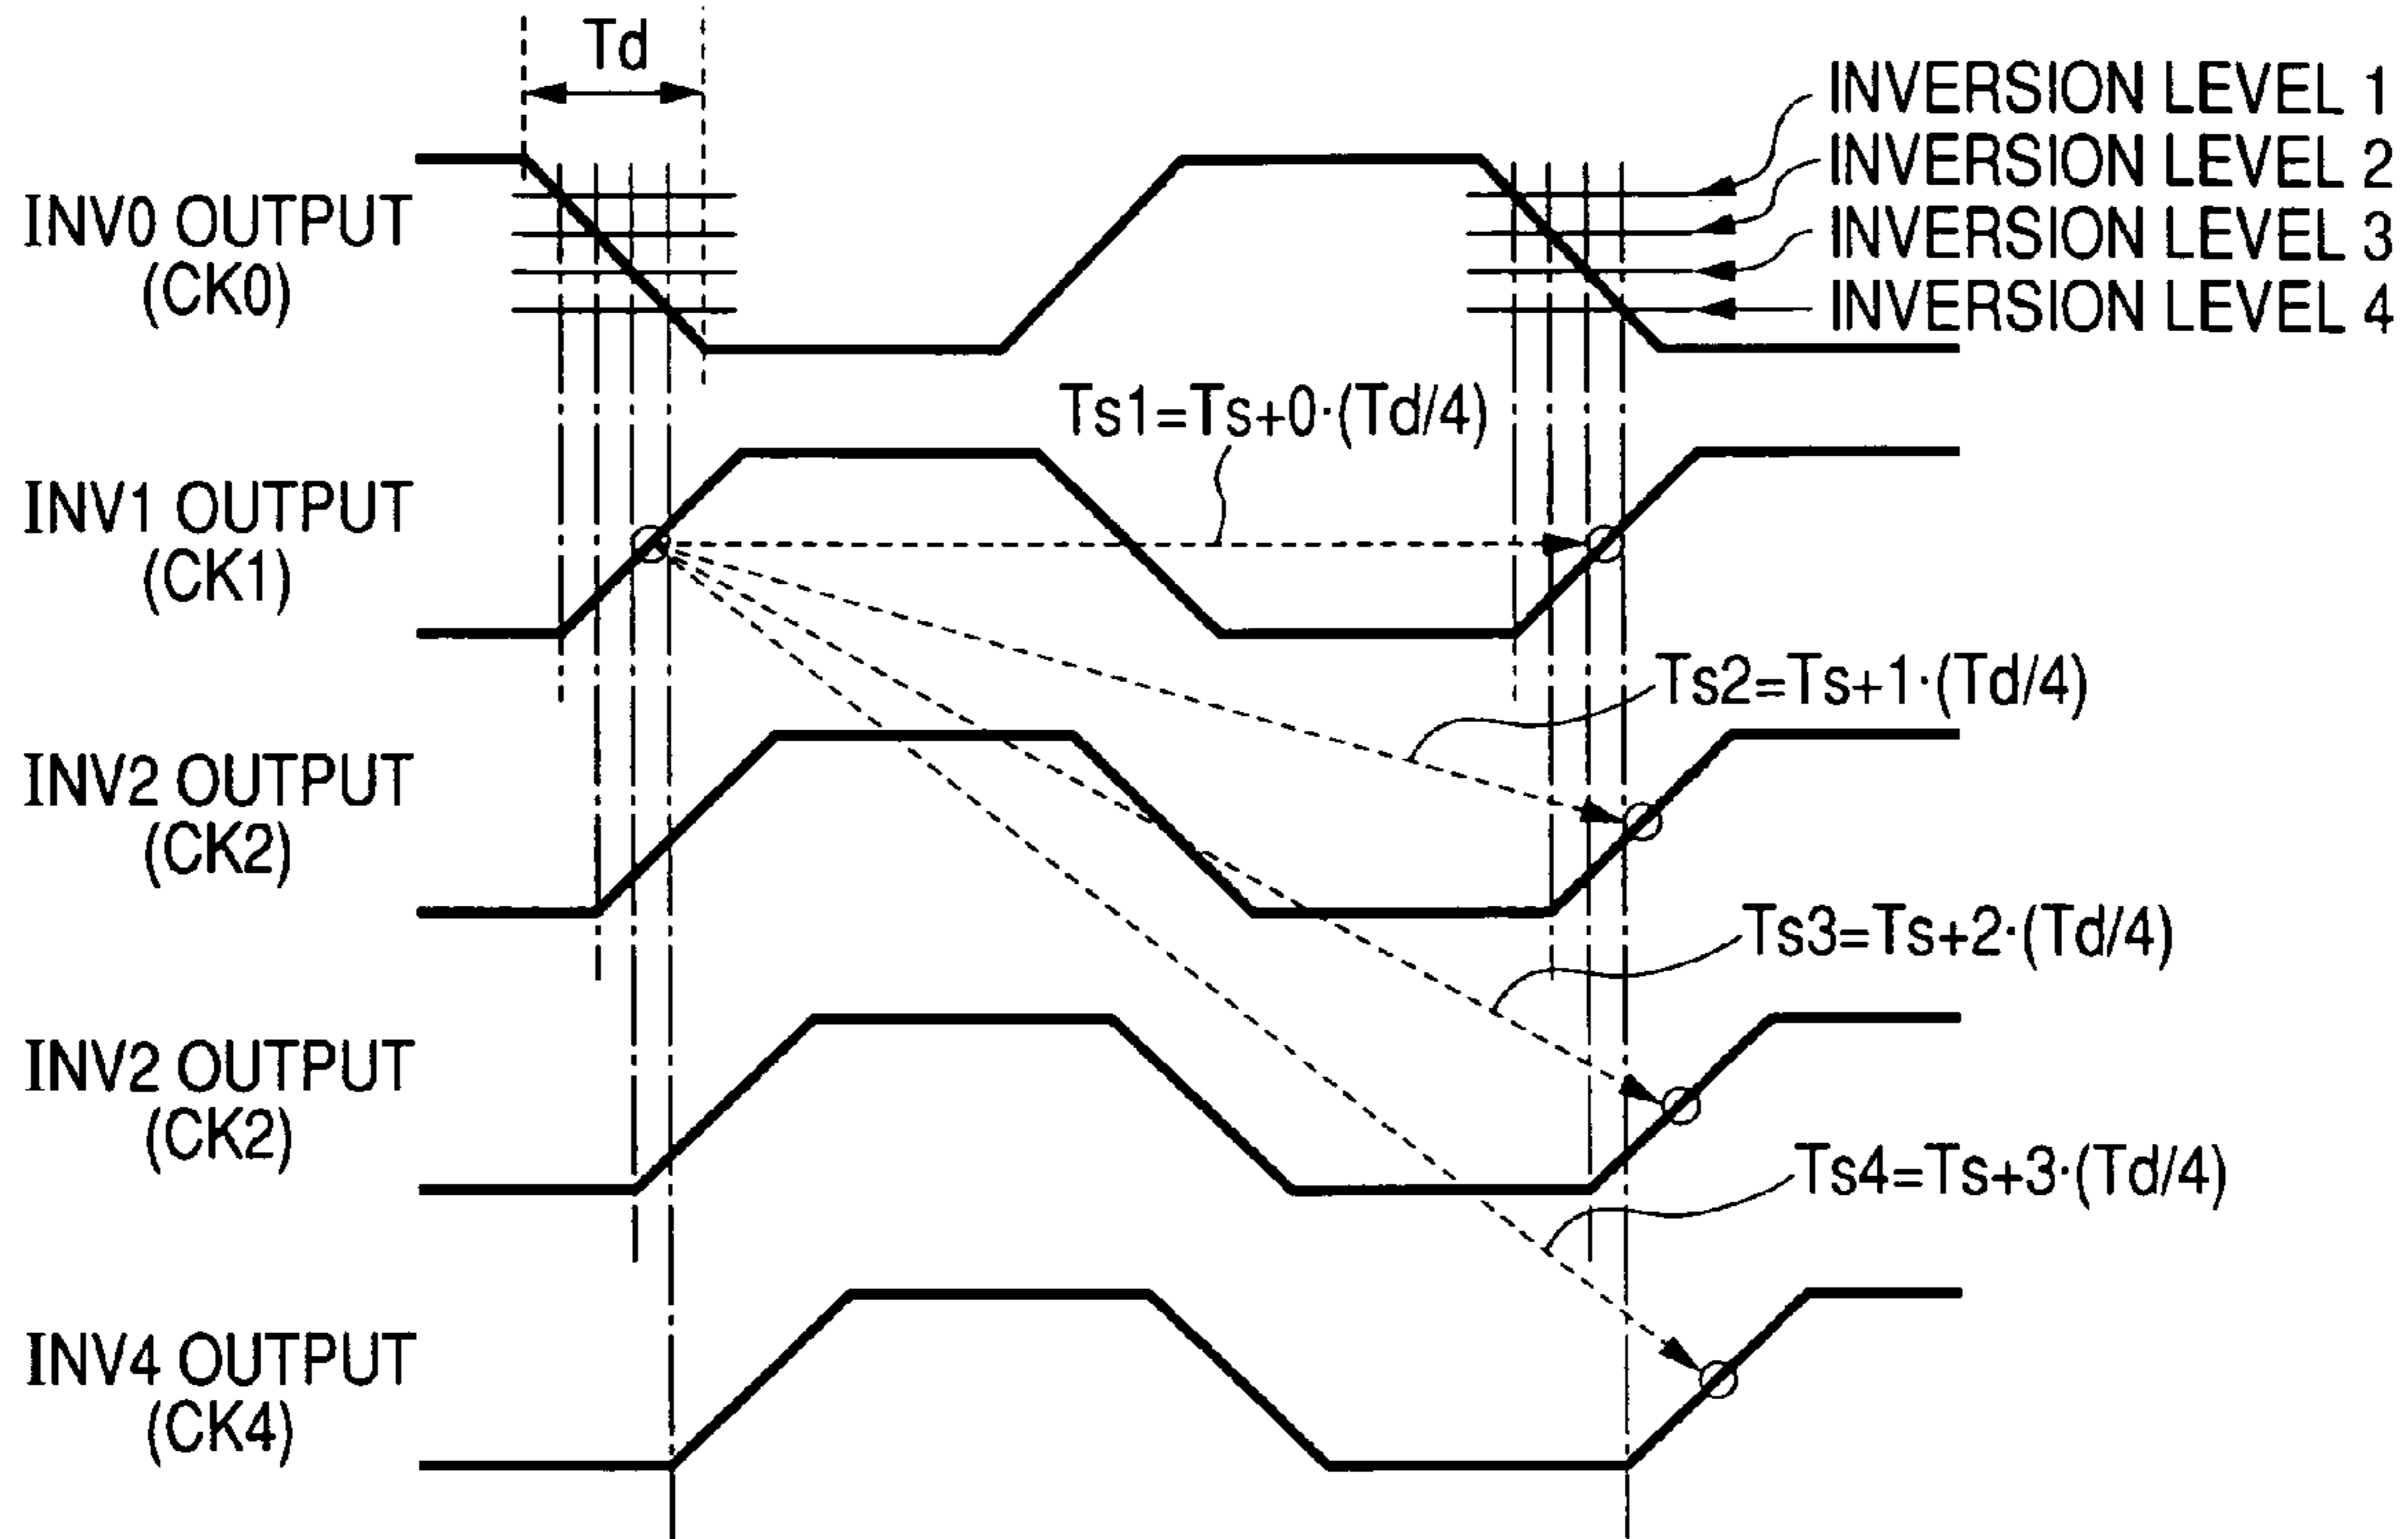 Td
INVERSION LEVEL 1
INVERSION LEVEL 2
INVERSION LEVEL 3
INVERSION LEVEL 4
INV0 OUTPUT
(CK0)
Ts1=Ts+0·(Td/4)
INV1 OUTPUT
(CK1)
Ts2=Ts+1·(Td/4)
INV2 OUTPUT
(CK2)
Ts3=Ts+2·(Td/4)
INV2 OUTPUT
(CK2)
Ts4=Ts+3·(Td/4)
INV4 OUTPUT
(CK4)